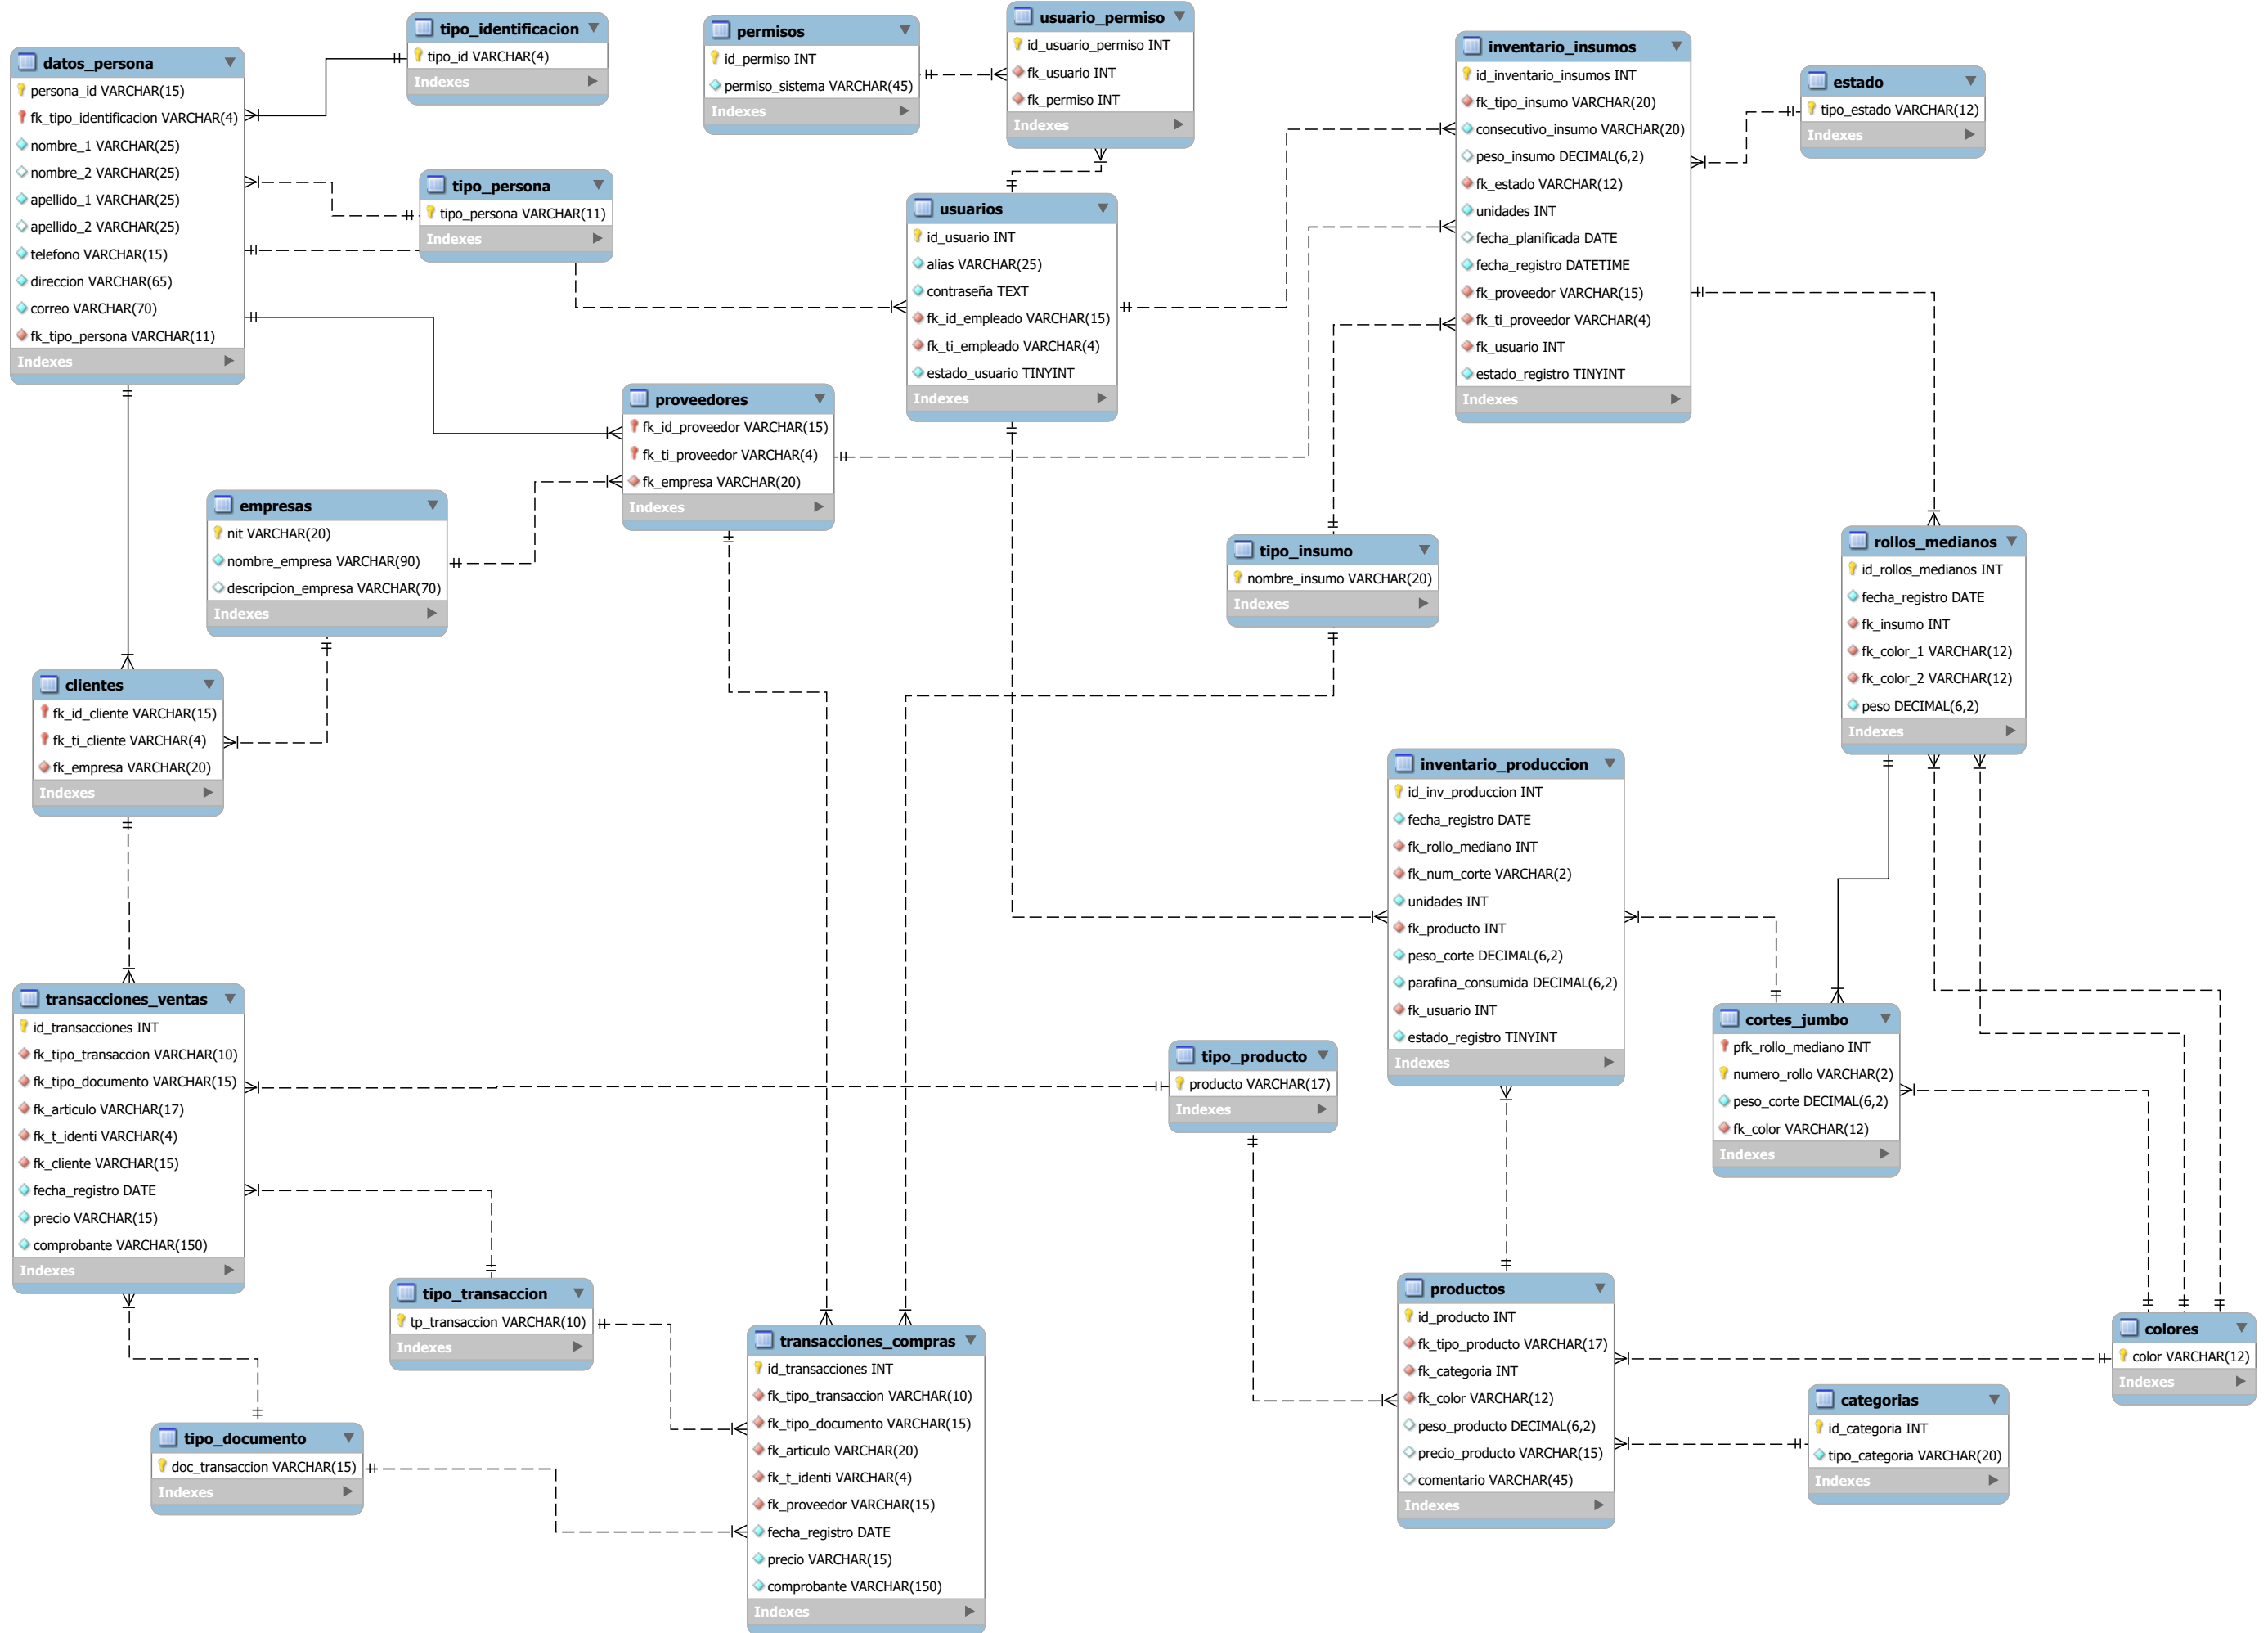 tipo_identificacion
tipo_id VARCHAR(4)
Indexes
datos_persona
persona_id VARCHAR(15)
fk_tipo_identificacion VARCHAR(4)
nombre_1 VARCHAR(25)
nombre_2 VARCHAR(25)
apellido_1 VARCHAR(25)
apellido_2 VARCHAR(25)
telefono VARCHAR(15)
direccion VARCHAR(65)
correo VARCHAR(70)
fk_tipo_persona VARCHAR(11)
Indexes
tipo_persona
tipo_persona VARCHAR(11)
Indexes
permisos
id_permiso INT
permiso_sistema VARCHAR(45)
Indexes
usuario_permiso
id_usuario_permiso INT
fk_usuario INT
fk_permiso INT
Indexes
usuarios
id_usuario INT
alias VARCHAR(25)
contraseña TEXT
fk_id_empleado VARCHAR(15)
fk_ti_empleado VARCHAR(4)
estado_usuario TINYINT
Indexes
inventario_insumos
id_inventario_insumos INT
fk_tipo_insumo VARCHAR(20)
consecutivo_insumo VARCHAR(20)
peso_insumo DECIMAL(6,2)
fk_estado VARCHAR(12)
unidades INT
fecha_planificada DATE
fecha_registro DATETIME
fk_proveedor VARCHAR(15)
fk_ti_proveedor VARCHAR(4)
fk_usuario INT
estado_registro TINYINT
Indexes
estado
tipo_estado VARCHAR(12)
Indexes
proveedores
fk_id_proveedor VARCHAR(15)
fk_ti_proveedor VARCHAR(4)
fk_empresa VARCHAR(20)
Indexes
empresas
nit VARCHAR(20)
nombre_empresa VARCHAR(90)
descripcion_empresa VARCHAR(70)
Indexes
tipo_insumo
nombre_insumo VARCHAR(20)
Indexes
rollos_medianos
id_rollos_medianos INT
fecha_registro DATE
fk_insumo INT
fk_color_1 VARCHAR(12)
fk_color_2 VARCHAR(12)
peso DECIMAL(6,2)
Indexes
clientes
fk_id_cliente VARCHAR(15)
fk_ti_cliente VARCHAR(4)
fk_empresa VARCHAR(20)
Indexes
inventario_produccion
id_inv_produccion INT
fecha_registro DATE
fk_rollo_mediano INT
fk_num_corte VARCHAR(2)
unidades INT
fk_producto INT
peso_corte DECIMAL(6,2)
parafina_consumida DECIMAL(6,2)
fk_usuario INT
estado_registro TINYINT
Indexes
transacciones_ventas
id_transacciones INT
fk_tipo_transaccion VARCHAR(10)
fk_tipo_documento VARCHAR(15)
fk_articulo VARCHAR(17)
fk_t_identi VARCHAR(4)
fk_cliente VARCHAR(15)
fecha_registro DATE
precio VARCHAR(15)
comprobante VARCHAR(150)
Indexes
cortes_jumbo
pfk_rollo_mediano INT
numero_rollo VARCHAR(2)
peso_corte DECIMAL(6,2)
fk_color VARCHAR(12)
Indexes
tipo_producto
producto VARCHAR(17)
Indexes
tipo_transaccion
tp_transaccion VARCHAR(10)
Indexes
productos
id_producto INT
fk_tipo_producto VARCHAR(17)
fk_categoria INT
fk_color VARCHAR(12)
peso_producto DECIMAL(6,2)
precio_producto VARCHAR(15)
comentario VARCHAR(45)
Indexes
colores
color VARCHAR(12)
Indexes
transacciones_compras
id_transacciones INT
fk_tipo_transaccion VARCHAR(10)
fk_tipo_documento VARCHAR(15)
fk_articulo VARCHAR(20)
fk_t_identi VARCHAR(4)
fk_proveedor VARCHAR(15)
fecha_registro DATE
precio VARCHAR(15)
comprobante VARCHAR(150)
Indexes
categorias
id_categoria INT
tipo_categoria VARCHAR(20)
Indexes
tipo_documento
doc_transaccion VARCHAR(15)
Indexes